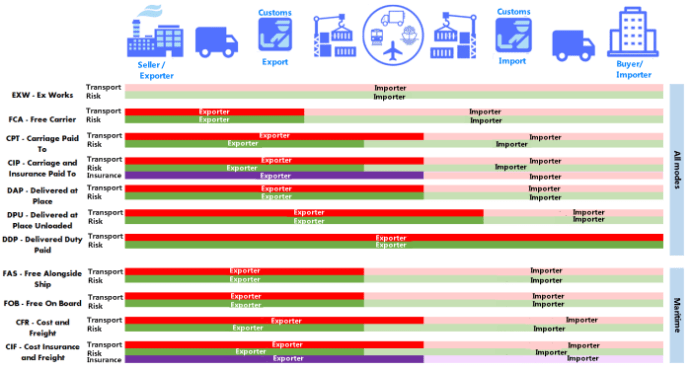 Customs
Customs
Seller /
Exporter
Export
Import
Buyer/
Importer
EXW - Ex Works
Transport
Importer
Risk
Importer
FCA - Free Carrier
Transport
Exporter
Importer
Risk
Exporter
Importer
CPT - Carriage Paid
To
Transport
Exporter
Importer
Risk
Exporter
Importer
CIP - Carriage and
Insurance Paid To
Transport
Exporter
Importer
Risk
Exporter
Importer
Insurance
Exporter
Importer
DAP - Delivered at
Place
Transport
Exporter
Importer
Risk
Exporter
Importer
DPU - Delivered at
Place Unloaded
Transport
Exporter
Importer
Risk
Exporter
Importer
DDP - Delivered Duty
Paid
Transport
Exporter
Risk
Exporter
All modes
FAS - Free Alongside
Ship
Transport
Exporter
Importer
Risk
Exporter
Importer
FOB - Free On Board
Transport
Exporter
Importer
Risk
Exporter
Importer
CFR - Cost and
Freight
Transport
Exporter
Importer
Risk
Exporter
Importer
CIF - Cost Insurance
and Freight
Transport
Exporter
Importer
Risk
Exporter
Importer
Insurance
Exporter
Importer
Maritime